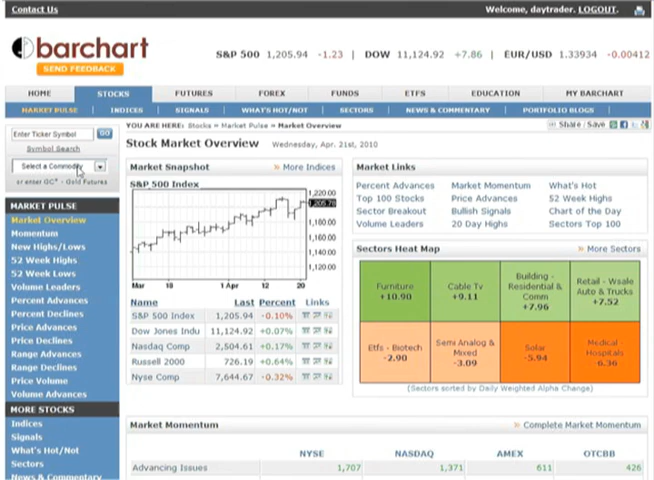 Contact Us
Welcome, daytrader. LOGOUT.
barchart
SEND FEEDBACK
S&P 500 1,205.94 -1.23 | DOW 11,124.92 +7.86 | EUR/USD 1.33934 -0.00412
HOME STOCKS FUTURES FOREX FUNDS ETFS EDUCATION MY BARCHART
MARKET PULSE | INDICES | SIGNALS | WHAT'S HOT/NOT | SECTORS | NEWS & COMMENTARY | PORTFOLIO BLOGS
Enter Ticker Symbol GO
Symbol Search
Select a Commodity
or enter GC* - Gold Futures
MARKET PULSE
Market Overview
Momentum
New Highs/Lows
52 Week Highs
52 Week Lows
Volume Leaders
Percent Advances
Percent Declines
Price Advances
Price Declines
Range Advances
Range Declines
Price Volume
Volume Advances
MORE STOCKS
Indices
Signals
What's Hot/Not
Sectors
News & Commentary
YOU ARE HERE: Stocks » Market Pulse » Market Overview
Share / Save
Stock Market Overview Wednesday, Apr. 21st, 2010
Market Snapshot » More Indices
S&P 500 Index
1,220.00
1,205.78
1,180.00
1,160.00
1,140.00
1,120.00
Mar 18 1 Apr 12 20
Name Last Percent Links
S&P 500 Index 1,205.94 -0.10%
Dow Jones Indu 11,124.92 +0.07%
Nasdaq Comp 2,504.61 +0.17%
Russell 2000 726.19 +0.64%
Nyse Comp 7,644.67 -0.32%
Market Links
Percent Advances Market Momentum What's Hot
Top 100 Stocks Price Advances 52 Week Highs
Sector Breakout Bullish Signals Chart of the Day
Volume Leaders 20 Day Highs Sectors Top 100
Sectors Heat Map » More Sectors
Furniture
+10.90
Cable Tv
+9.11
Building -
Residential &
Comm
+7.96
Retail - Wsale
Auto & Trucks
+7.52
Etfs - Biotech
-2.90
Semi Analog &
Mixed
-3.09
Solar
-5.94
Medical
Hospitals
(Sectors sorted by Daily Weighted Alpha Change)
Market Momentum » Complete Market Momentum
NYSE NASDAQ AMEX OTCBB
Advancing Issues 1,707 1,371 611 426